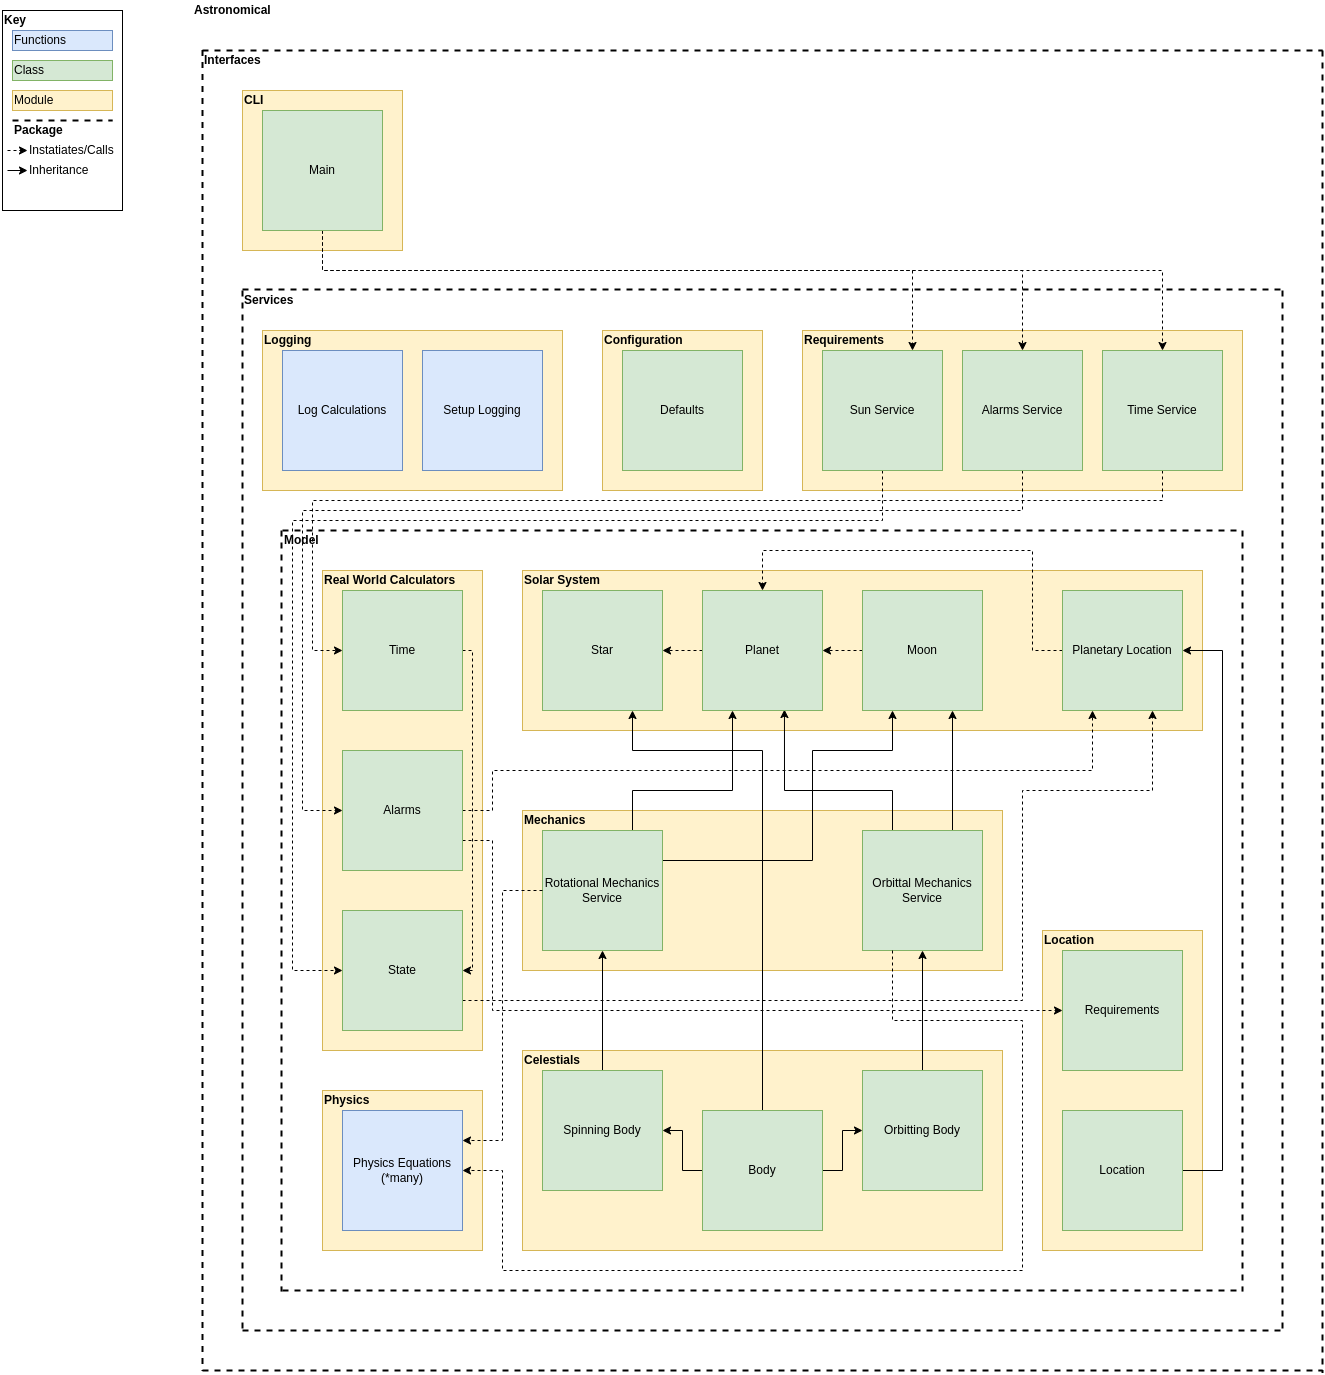 Astronomical
Key
Functions
Class
Module
Package
Instatiates/Calls
Inheritance
Interfaces
CLI
Main
Services
Logging
Log Calculations
Setup Logging
Configuration
Defaults
Requirements
Sun Service
Alarms Service
Time Service
Model
Real World Calculators
Time
Alarms
State
Solar System
Star
Planet
Moon
Planetary Location
Mechanics
Rotational Mechanics
Service
Orbittal Mechanics
Service
Location
Requirements
Location
Physics
Physics Equations
(*many)
Celestials
Spinning Body
Body
Orbitting Body